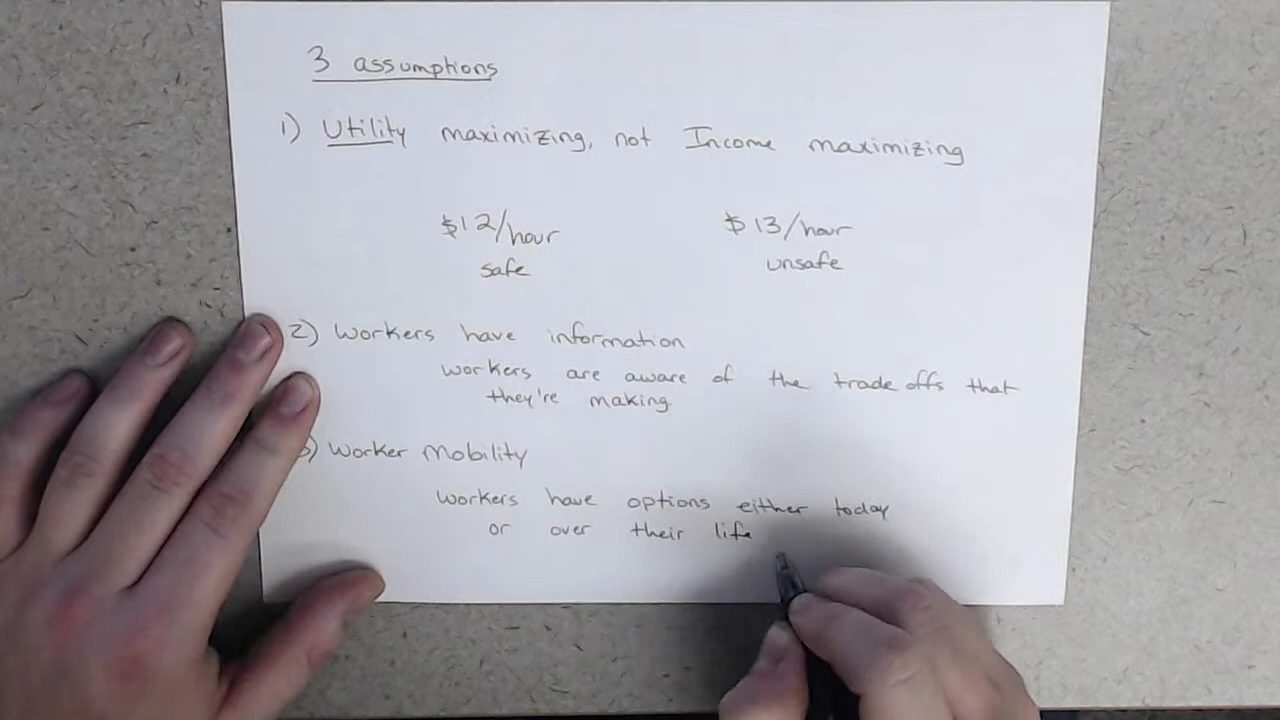 3 assumptions
1) Utility maximizing, not Income maximizing
$12/hour $13/hour
safe unsafe
2) Workers have information
workers are aware of the trade offs that
they're making
3) Worker Mobility
workers have options either today
or over their life